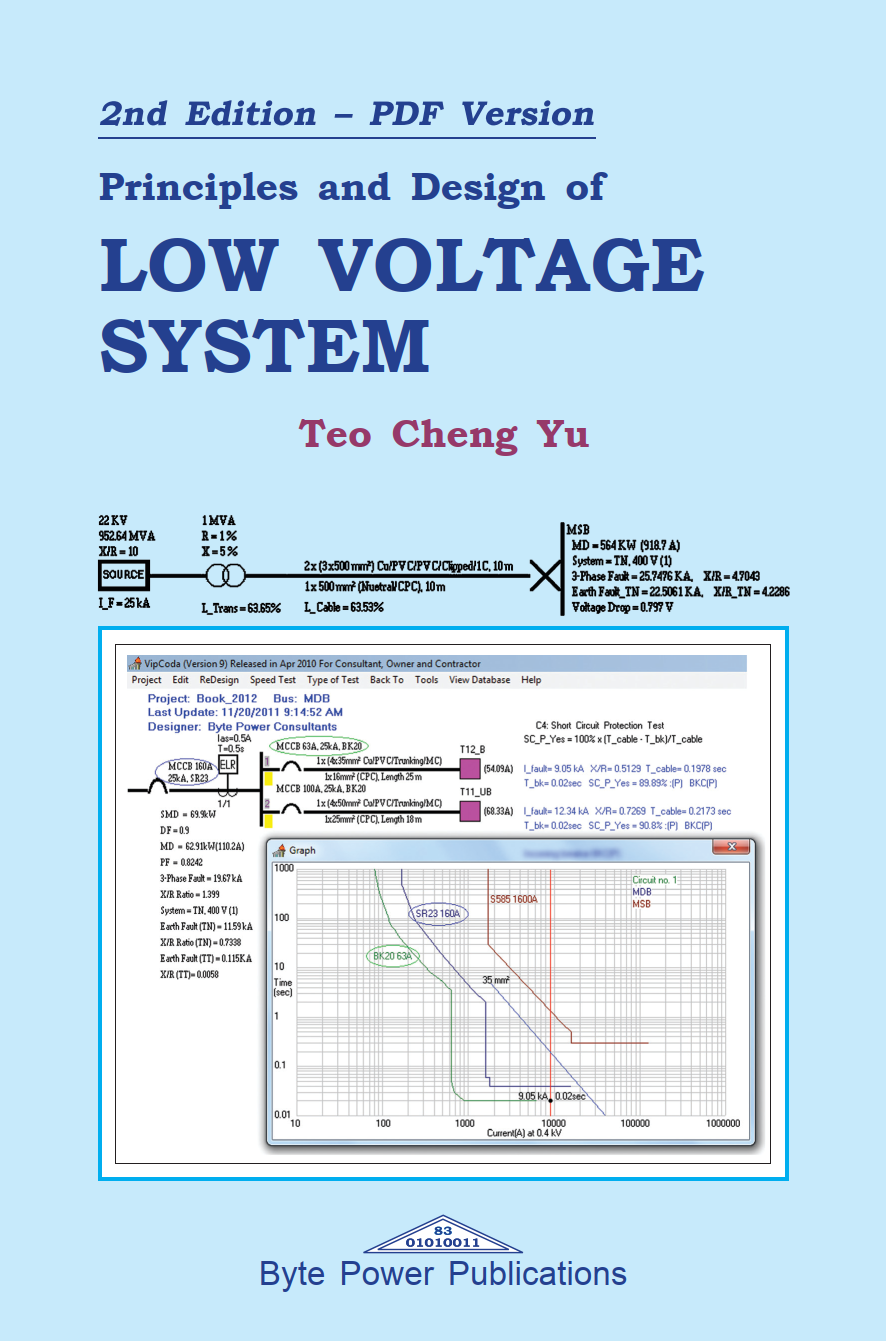 2nd Edition – PDF Version
Principles and Design of
LOW VOLTAGE
SYSTEM
Teo Cheng Yu
22 KV
952.64 MVA
X/R = 10
SOURCE
I_F = 25 kA
1 MVA
R = 1 %
X = 5 %
L_Trans = 63.65%
2 x (3 x 500 mm²) Cu/PVC/PVC/Clipped/1C, 10 m
1 x 500 mm² (Nuetral/CPC), 10 m
L_Cable = 63.53%
MSB
MD = 564 KW (918.7 A)
System = TN, 400 V (1)
3-Phase Fault = 25.7476 KA, X/R = 4.7043
Earth Fault_TN = 22.5061 KA, X/R_TN = 4.2286
Voltage Drop = 0.797 V
VipCoda (Version 9) Released in Apr 2010 For Consultant, Owner and Contractor
Project Edit ReDesign Speed Test Type of Test Back To Tools View Database Help
Project: Book_2012 Bus: MDB
Last Update: 11/20/2011 9:14:52 AM
Designer: Byte Power Consultants
Ias=0.5A
T=0.5s
ELR
MCCB 160A
25kA, SR23
1/1
MCCB 63A, 25kA, BK20
1
1x (4x35mm² Cu/PVC/Trunking/MC)
1x16mm² (CPC), Length 25 m
T12_B
(54.09A)
MCCB 100A, 25kA, BK20
2
1x (4x50mm² Cu/PVC/Trunking/MC)
1x25mm² (CPC), Length 18 m
T11_UB
(68.33A)
C4: Short Circuit Protection Test
SC_P_Yes = 100% x (T_cable - T_bk)/T_cable
I_fault= 9.05 kA X/R= 0.5129 T_cable= 0.1978 sec
T_bk= 0.02sec SC_P_Yes = 89.89% :(P) BKC(P)
I_fault= 12.34 kA X/R= 0.7269 T_cable= 0.2173 sec
T_bk= 0.02sec SC_P_Yes = 90.8% :(P) BKC(P)
SMD = 69.9kW
DF = 0.9
MD = 62.91kW(110.2A)
PF = 0.8242
3-Phase Fault = 19.67 kA
X/R Ratio = 1.399
System = TN, 400 V (1)
Earth Fault (TN) = 11.59 kA
X/R Ratio (TN) = 0.7338
Earth Fault (TT) = 0.115KA
X/R (TT)= 0.0058
Graph
1000
100
10
Time
(sec)
1
0.1
0.01
Circuit no. 1
MDB
MSB
S585 1600A
SR23 160A
BK20 63A
35 mm²
9.05 kA, 0.02sec
10 100 1000 10000 100000 1000000
Current(A) at 0.4 kV
83
01010011
Byte Power Publications